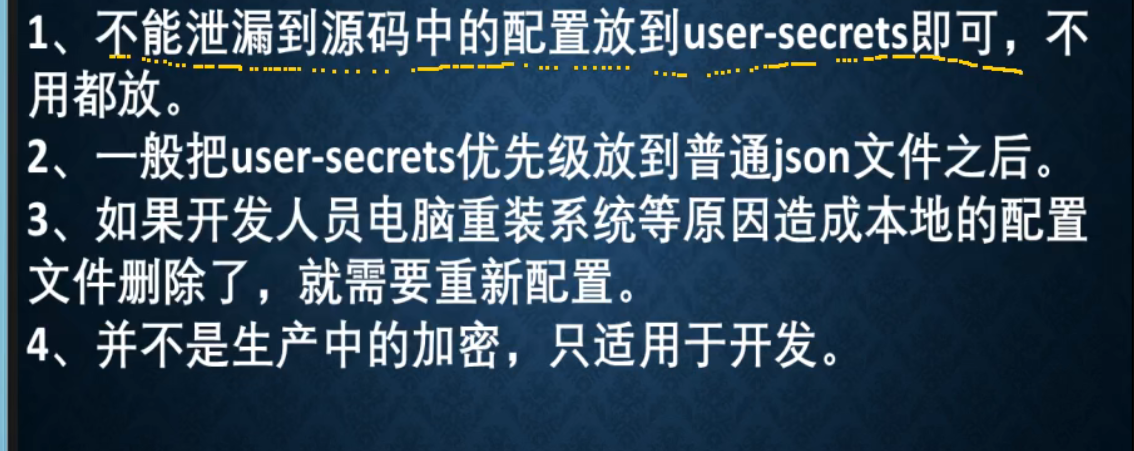 1、不能泄漏到源码中的配置放到user-secrets即可，不
用都放。
2、一般把user-secrets优先级放到普通json文件之后。
3、如果开发人员电脑重装系统等原因造成本地的配置
文件删除了，就需要重新配置。
4、并不是生产中的加密，只适用于开发。